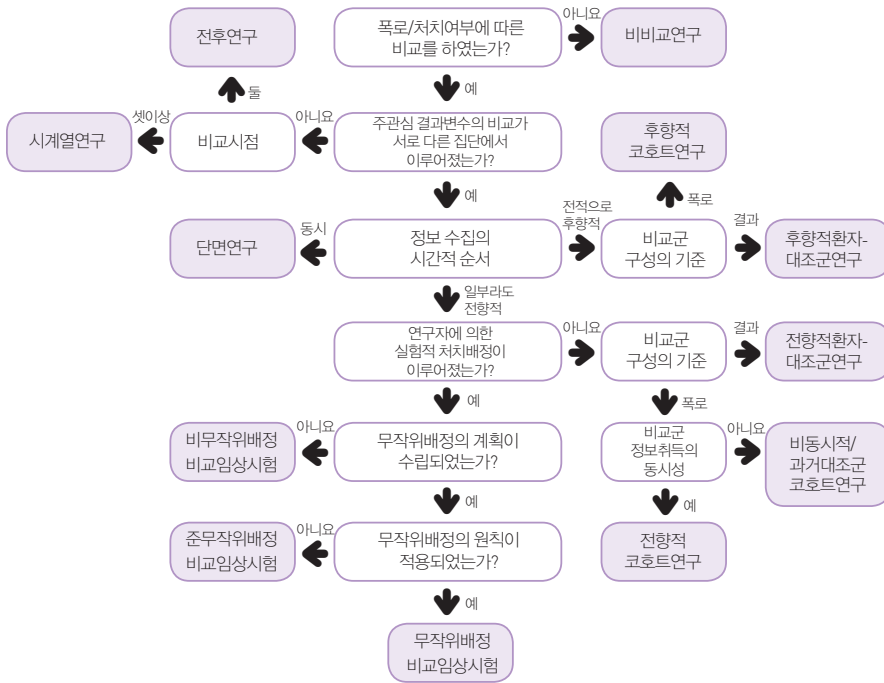 전후연구
폭로/처치여부에 따른
비교를 하였는가?
아니요
비비교연구
둘
예
시계열연구
셋이상
비교시점
아니요
주관심 결과변수의 비교가
서로 다른 집단에서
이루어졌는가?
후향적
코호트연구
예
폭로
단면연구
동시
정보 수집의
시간적 순서
전적으로
후향적
비교군
구성의 기준
결과
후향적환자-
대조군연구
일부라도
전향적
연구자에 의한
실험적 처치배정이
이루어졌는가?
아니요
비교군
구성의 기준
결과
전향적환자-
대조군연구
예
폭로
비무작위배정
비교임상시험
아니요
무작위배정의 계획이
수립되었는가?
비교군
정보취득의
동시성
아니요
비동시적/
과거대조군
코호트연구
예
예
준무작위배정
비교임상시험
아니요
무작위배정의 원칙이
적용되었는가?
전향적
코호트연구
예
무작위배정
비교임상시험